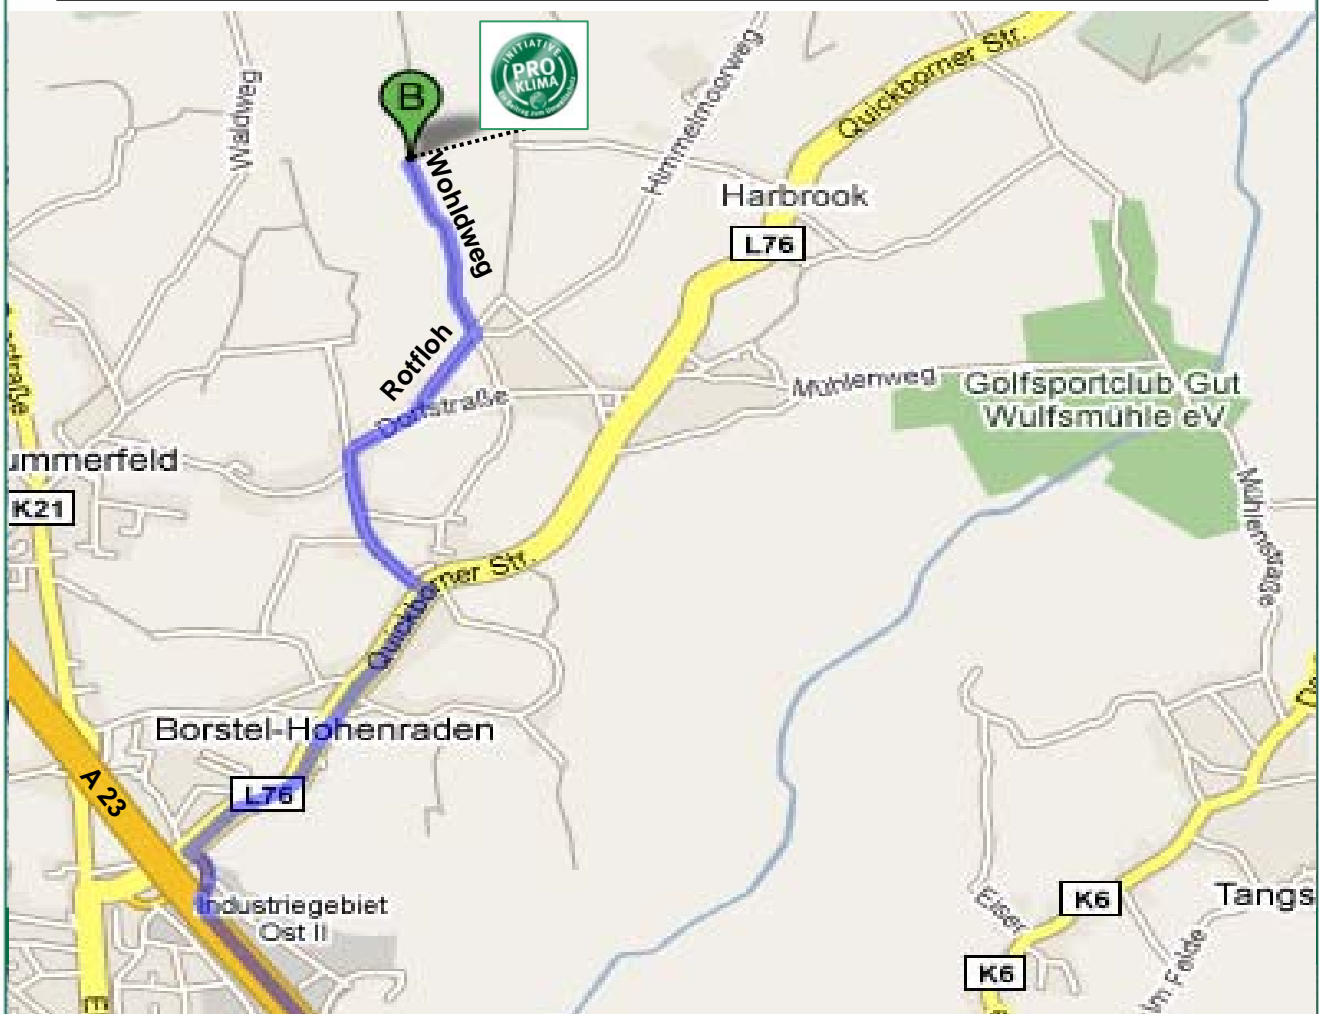 INITIATIVE
PRO
KLIMA
B
Waldweg
Wohldweg
Himmelmoorweg
Quickborner Str.
Harbrook
L76
Rotfloh
Dorfstraße
Mühlenweg
Golfsportclub Gut
Wulfsmühle eV
ummerfeld
K21
Mühlenstraße
Quickborner Str.
Borstel-Hohenraden
L76
A 23
Industriegebiet
Ost II
K6
Tangs
Elser
K6
Im Felde